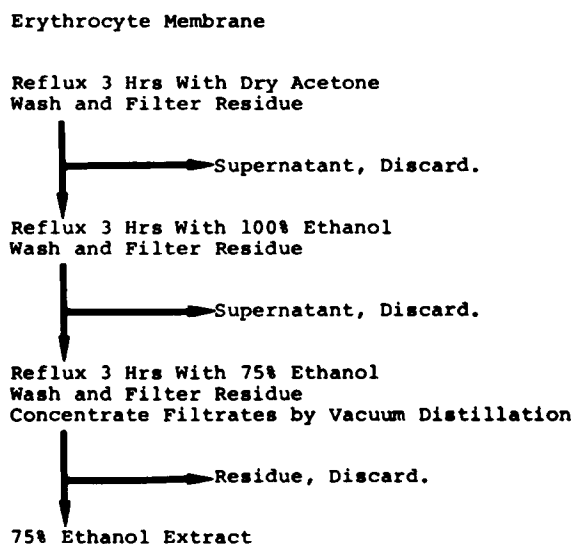 Erythrocyte Membrane
Reflux 3 Hrs With Dry Acetone
Wash and Filter Residue
Supernatant, Discard.
Reflux 3 Hrs With 100% Ethanol
Wash and Filter Residue
Supernatant, Discard.
Reflux 3 Hrs With 75% Ethanol
Wash and Filter Residue
Concentrate Filtrates by Vacuum Distillation
Residue, Discard.
75% Ethanol Extract